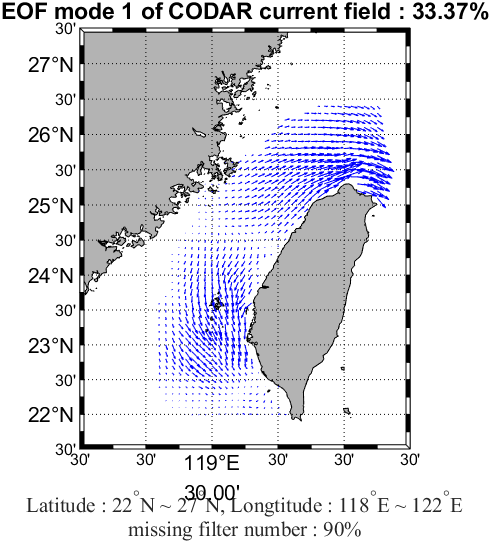 EOF mode 1 of CODAR current field : 33.37%
30'
27°N
30'
26°N
30'
25°N
30'
24°N
30'
23°N
30'
22°N
30'
30' 30' 119°E 30' 30' 30'
30.00'
Latitude : 22°N ~ 27°N, Longtitude : 118°E ~ 122°E
missing filter number : 90%